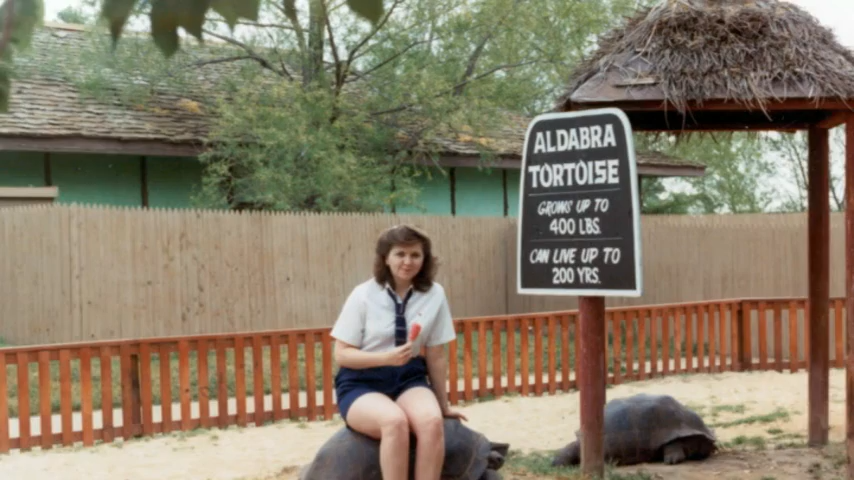 ALDABRA
TORTOISE
GROWS UP TO
400 LBS.
CAN LIVE UP TO
200 YRS.